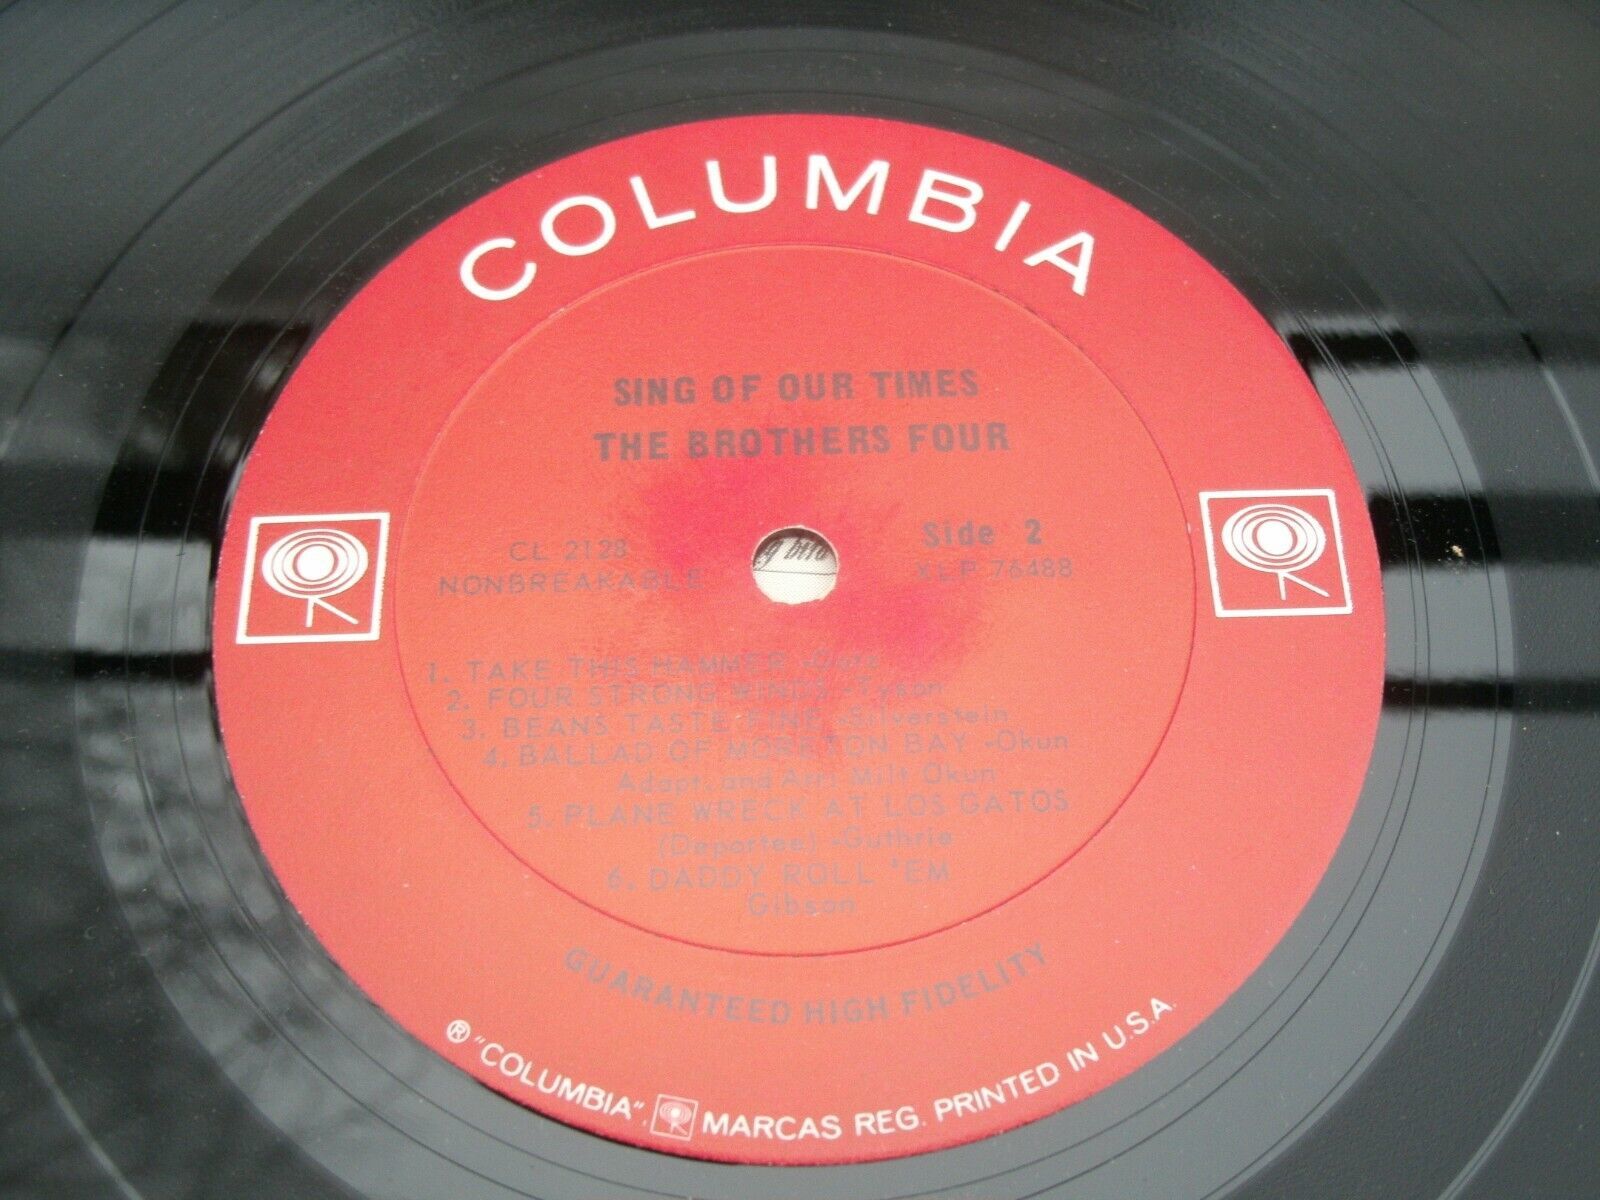 COLUMBIA
SING OF OUR TIMES
THE BROTHERS FOUR
CL 2128
NONBREAKABLE
Side 2
XLP 76488
1. TAKE THIS HAMMER -
2. FOUR STRONG WINDS -Tyson
3. BEANS TASTE FINE -Silverstein
4. BALLAD OF MORETON BAY -Okun
Adapt. and Arr: Milt Okun
5. PLANE WRECK AT LOS GATOS
(Deportee) -Guthrie
6. DADDY ROLL 'EM
Gibson
GUARANTEED HIGH FIDELITY
® "COLUMBIA", MARCAS REG. PRINTED IN U.S.A.